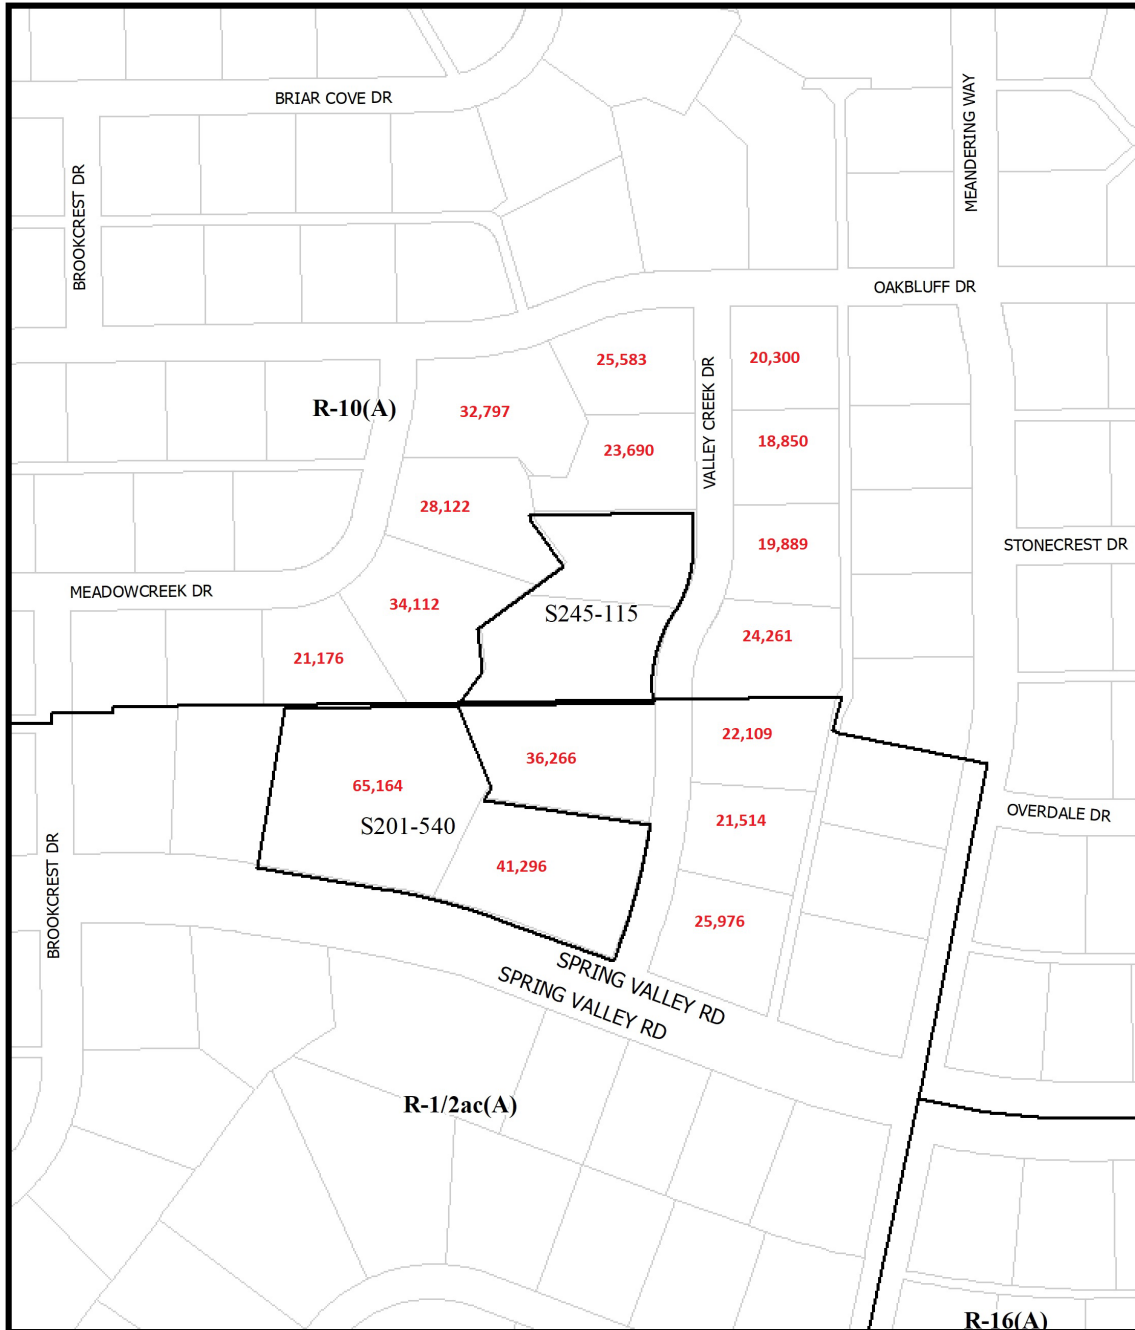 BRIAR COVE DR
MEANDERING WAY
BROOKCREST DR
OAKBLUFF DR
25,583
20,300
VALLEY CREEK DR
R-10(A)
32,797
18,850
23,690
28,122
19,889
STONECREST DR
MEADOWCREEK DR
34,112
S245-115
24,261
21,176
22,109
36,266
65,164
OVERDALE DR
21,514
S201-540
BROOKCREST DR
41,296
25,976
SPRING VALLEY RD
SPRING VALLEY RD
R-1/2ac(A)
R-16(A)